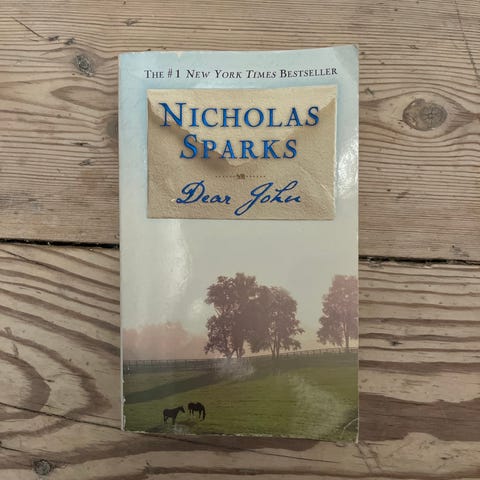 THE #1 NEW YORK TIMES BESTSELLER
NICHOLAS
SPARKS
Dear John